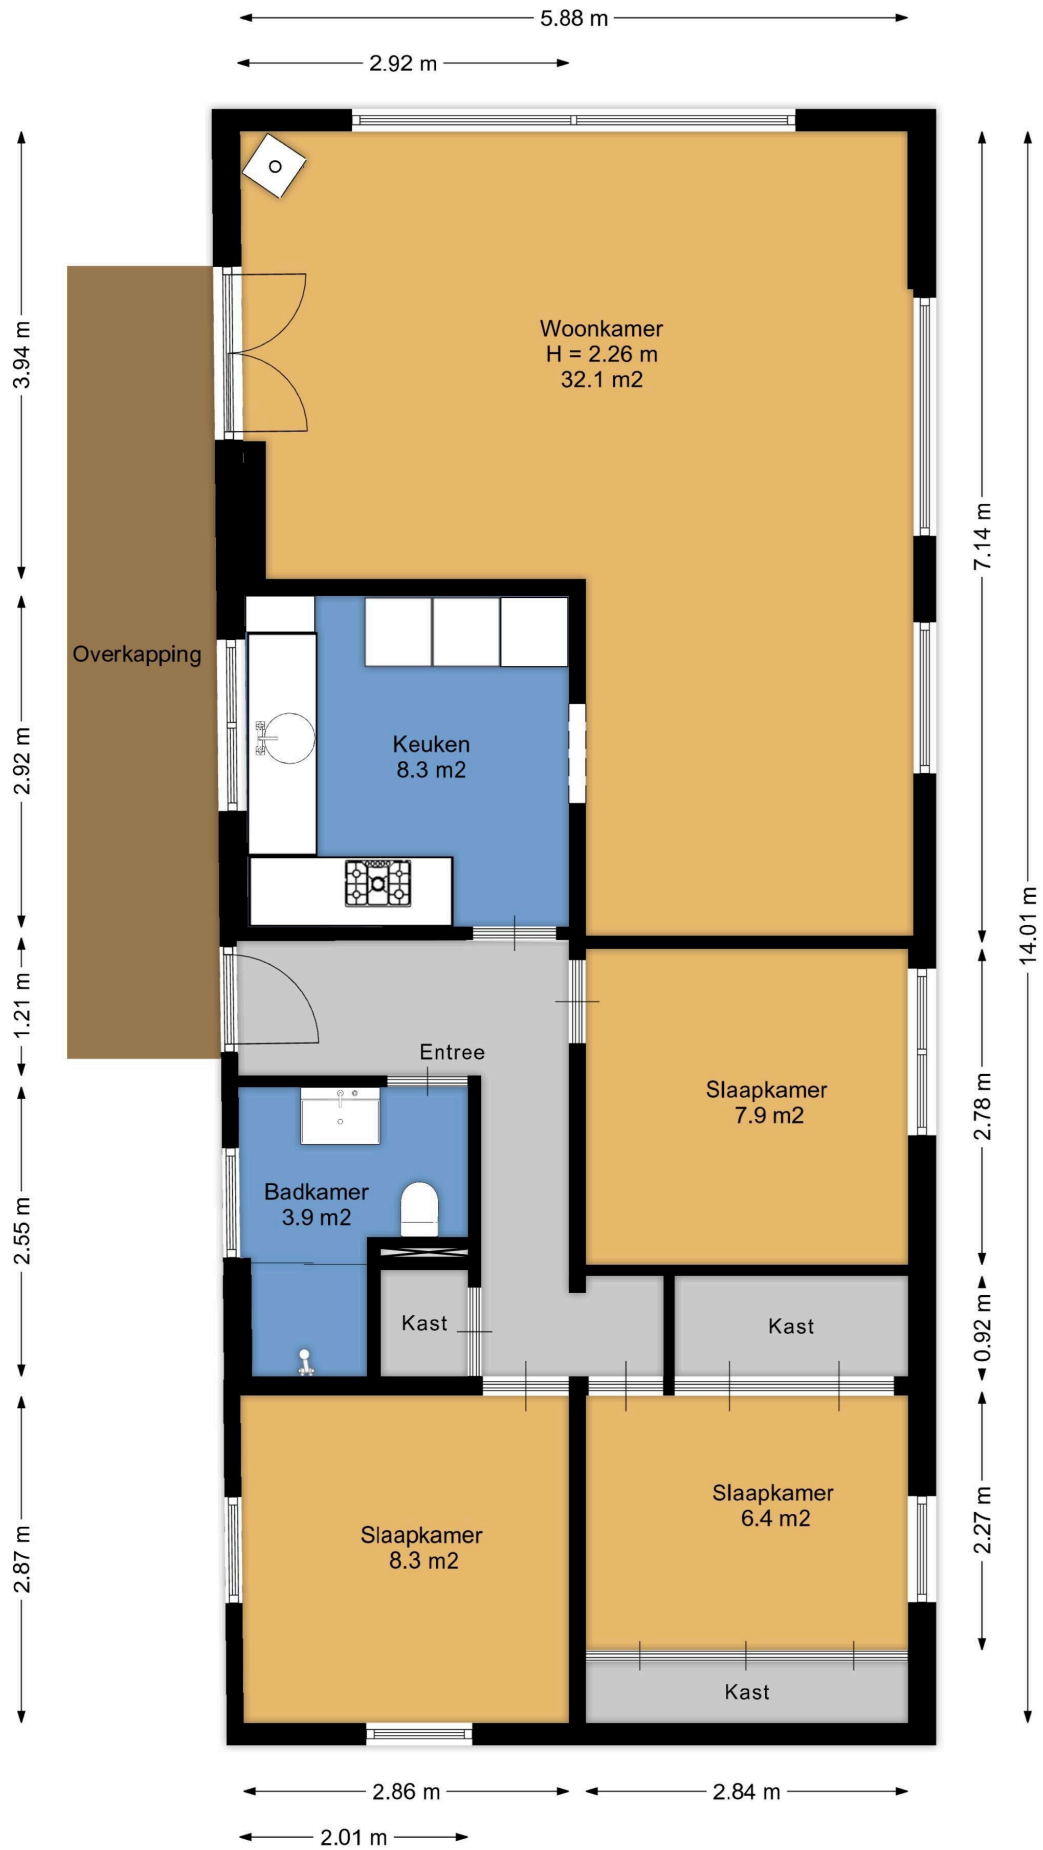 5.88 m
2.92 m
3.94 m
Woonkamer
H = 2.26 m
32.1 m2
7.14 m
Overkapping
2.92 m
Keuken
8.3 m2
14.01 m
1.21 m
Entree
Slaapkamer
7.9 m2
2.78 m
Badkamer
3.9 m2
2.55 m
Kast
Kast
0.92 m
Slaapkamer
6.4 m2
2.27 m
Slaapkamer
8.3 m2
2.87 m
Kast
2.86 m
2.84 m
2.01 m